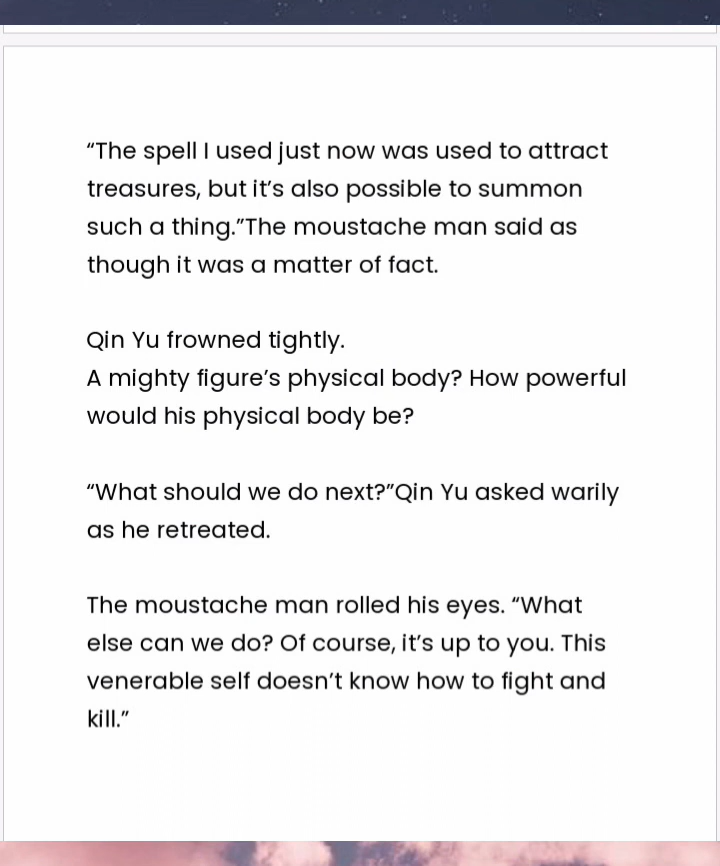 “The spell I used just now was used to attract
treasures, but it’s also possible to summon
such a thing.”The moustache man said as
though it was a matter of fact.
Qin Yu frowned tightly.
A mighty figure’s physical body? How powerful
would his physical body be?
“What should we do next?”Qin Yu asked warily
as he retreated.
The moustache man rolled his eyes. “What
else can we do? Of course, it’s up to you. This
venerable self doesn’t know how to fight and
kill.”